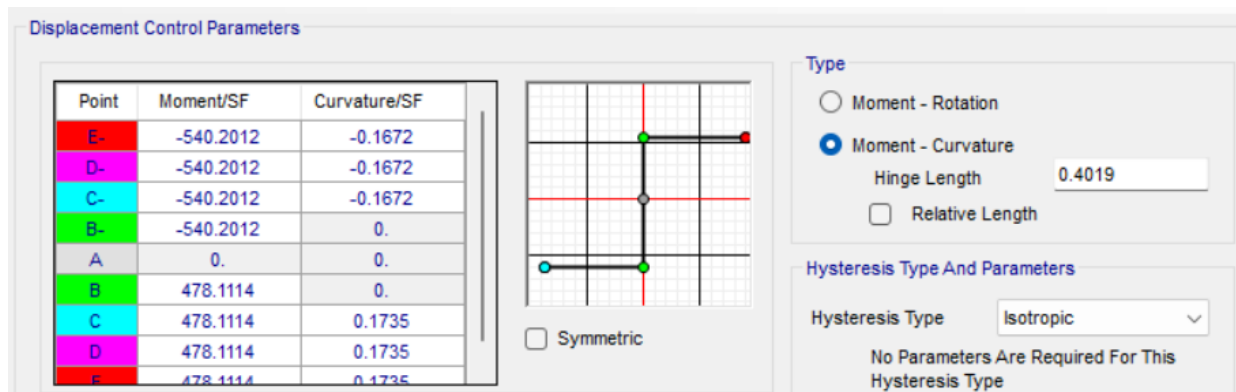 Displacement Control Parameters
Point Moment/SF Curvature/SF
E- -540.2012 -0.1672
D- -540.2012 -0.1672
C- -540.2012 -0.1672
B- -540.2012 0.
A 0. 0.
B 478.1114 0.
C 478.1114 0.1735
D 478.1114 0.1735
E 478.1114 0.1735
Symmetric
Type
Moment - Rotation
Moment - Curvature
Hinge Length 0.4019
Relative Length
Hysteresis Type And Parameters
Hysteresis Type Isotropic
No Parameters Are Required For This
Hysteresis Type